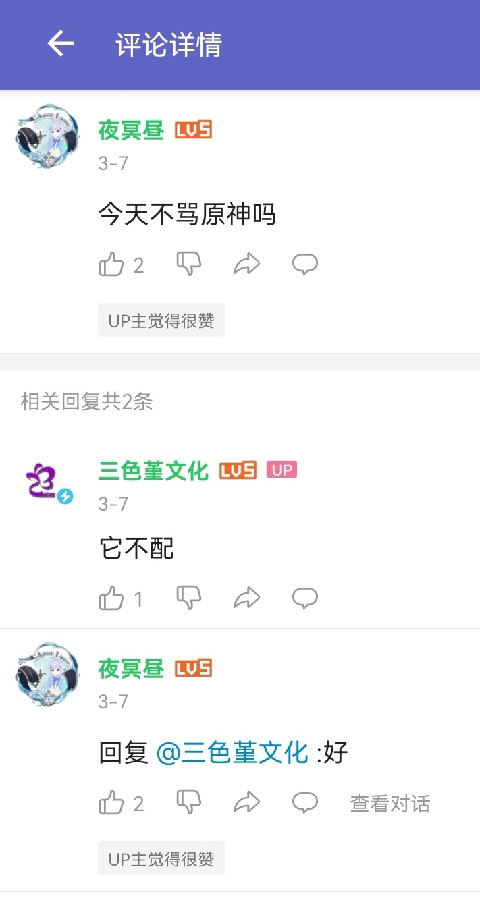 评论详情
夜冥昼 LV5
3-7
今天不骂原神吗
2
UP主觉得很赞
相关回复共2条
三色堇文化 LV5 UP
3-7
它不配
1
夜冥昼 LV5
3-7
回复 @三色堇文化 :好
2 查看对话
UP主觉得很赞